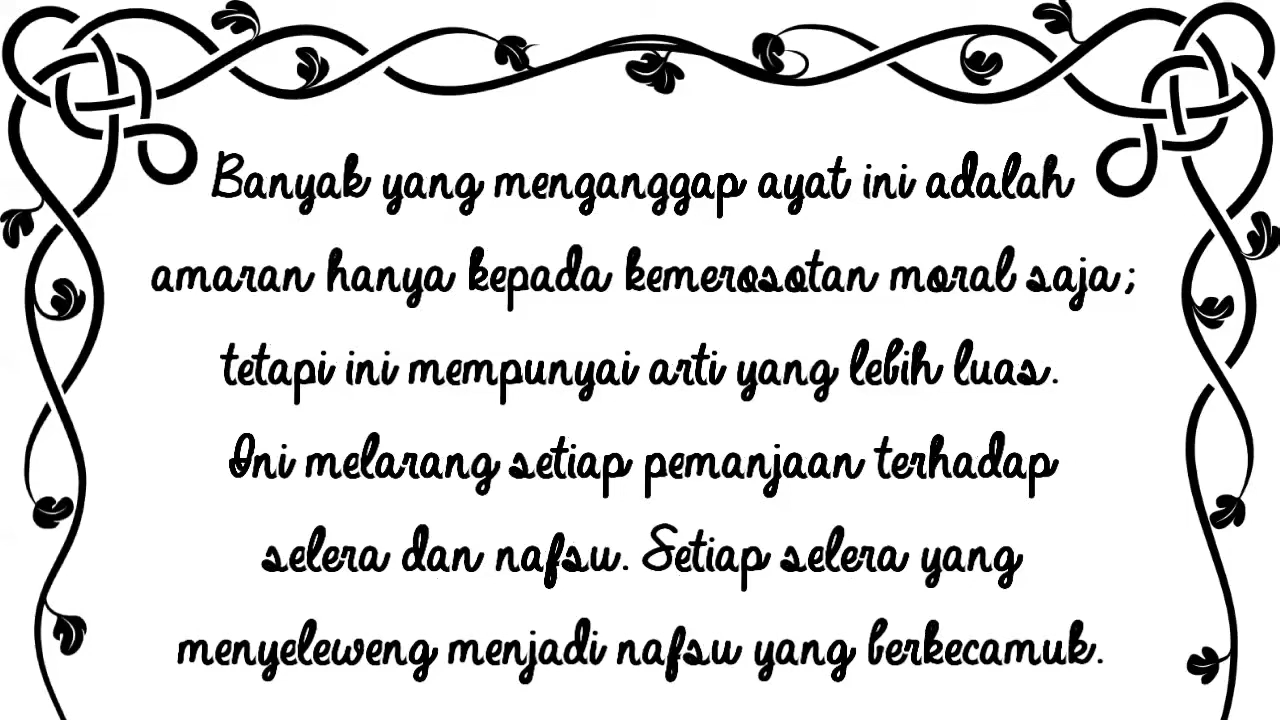 Banyak yang menganggap ayat ini adalah
amaran hanya kepada kemerosotan moral saja;
tetapi ini mempunyai arti yang lebih luas.
Ini melarang setiap pemanjaan terhadap
selera dan nafsu. Setiap selera yang
menyeleweng menjadi nafsu yang berkecamuk.